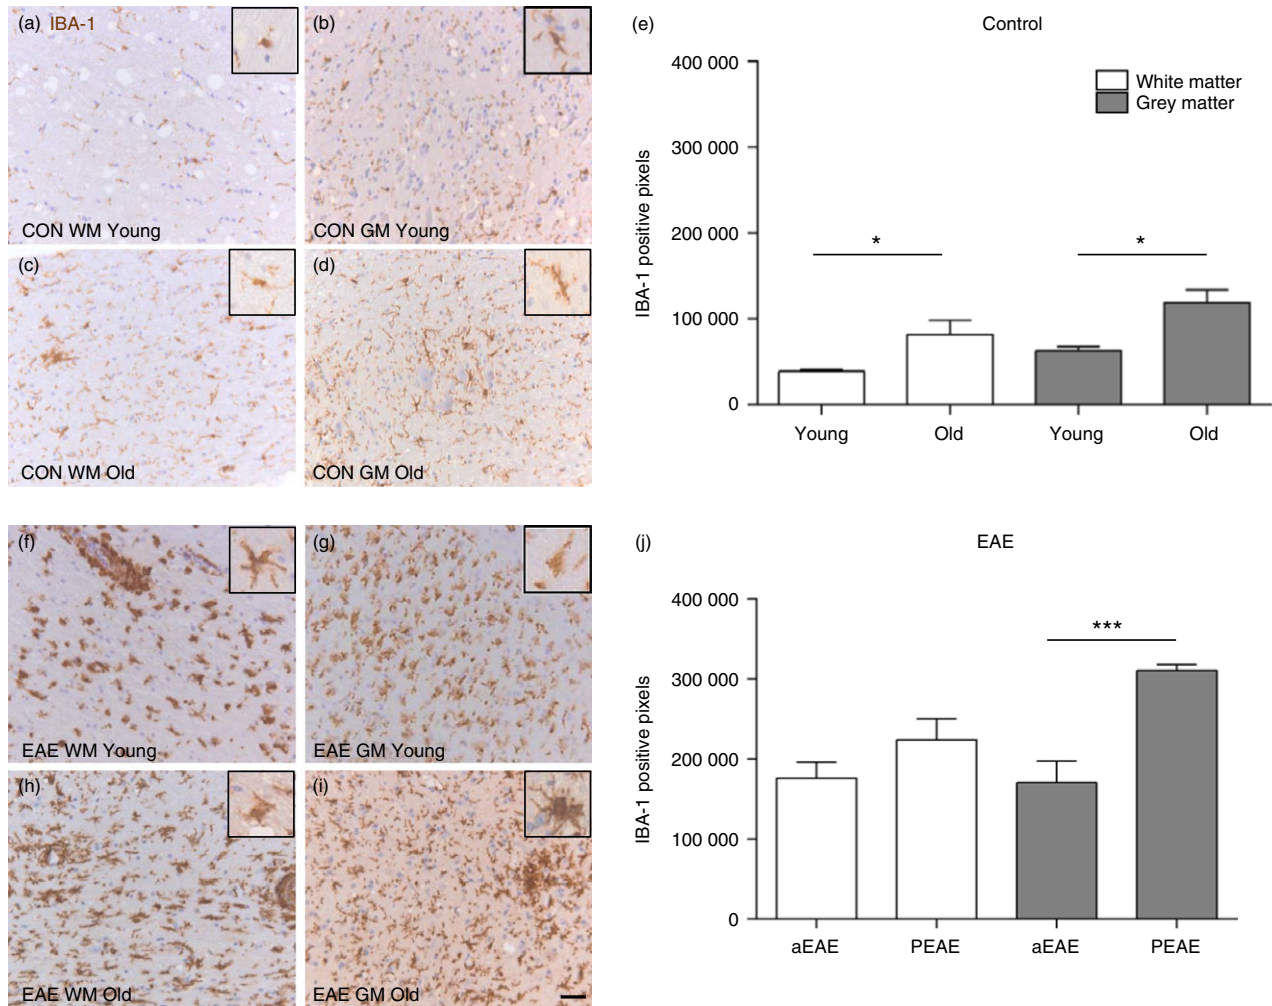 (a) IBA-1
CON WM Young
(b)
CON GM Young
(c)
CON WM Old
(d)
CON GM Old
(e)
Control
White matter
Grey matter
IBA-1 positive pixels
400 000
300 000
200 000
100 000
0
*
*
Young
Old
Young
Old
(f)
EAE WM Young
(g)
EAE GM Young
(h)
EAE WM Old
(i)
EAE GM Old
(j)
EAE
IBA-1 positive pixels
400 000
300 000
200 000
100 000
0
***
aEAE
PEAE
aEAE
PEAE